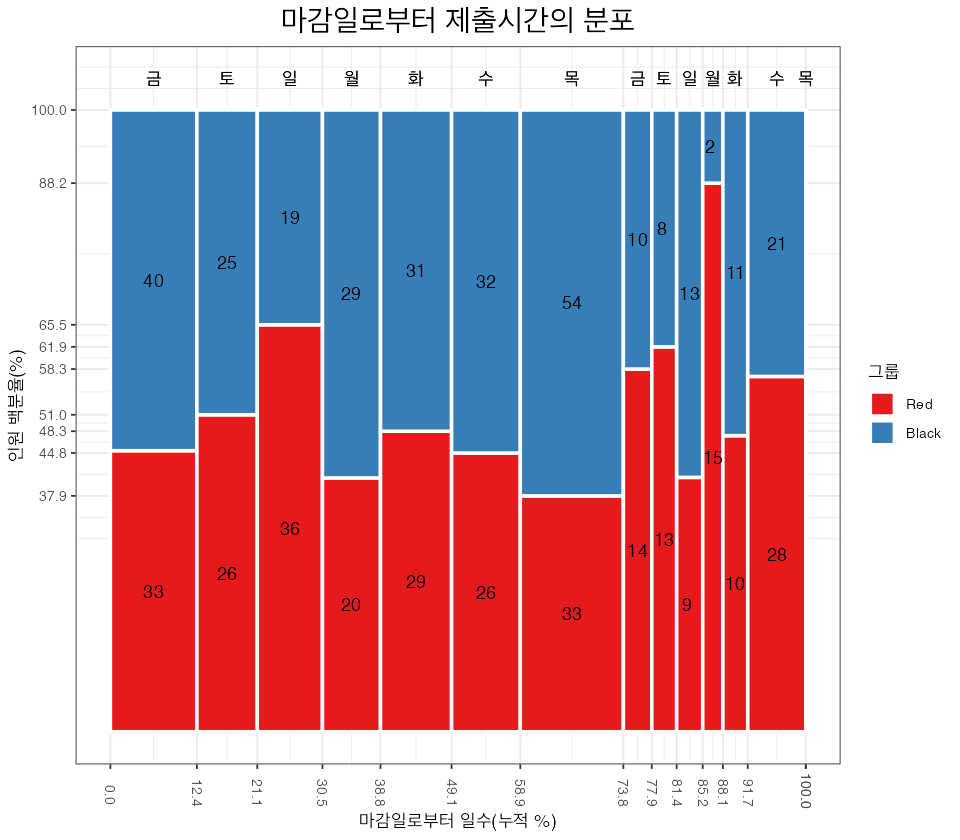 마감일로부터 제출시간의 분포
금 토 일 월 화 수 목 금 토 일 월 화 수 목
100.0
88.2
65.5
61.9
58.3
51.0
48.3
44.8
37.9
인원 백분율(%)
40 25 19 29 31 32 54 10 8 13 2 11 21
33 26 36 20 29 26 33 14 13 9 15 10 28
0.0 12.4 21.1 30.5 38.8 49.1 58.9 73.8 77.9 81.4 85.2 88.1 91.7 100.0
마감일로부터 일수(누적 %)
그룹
Red
Black